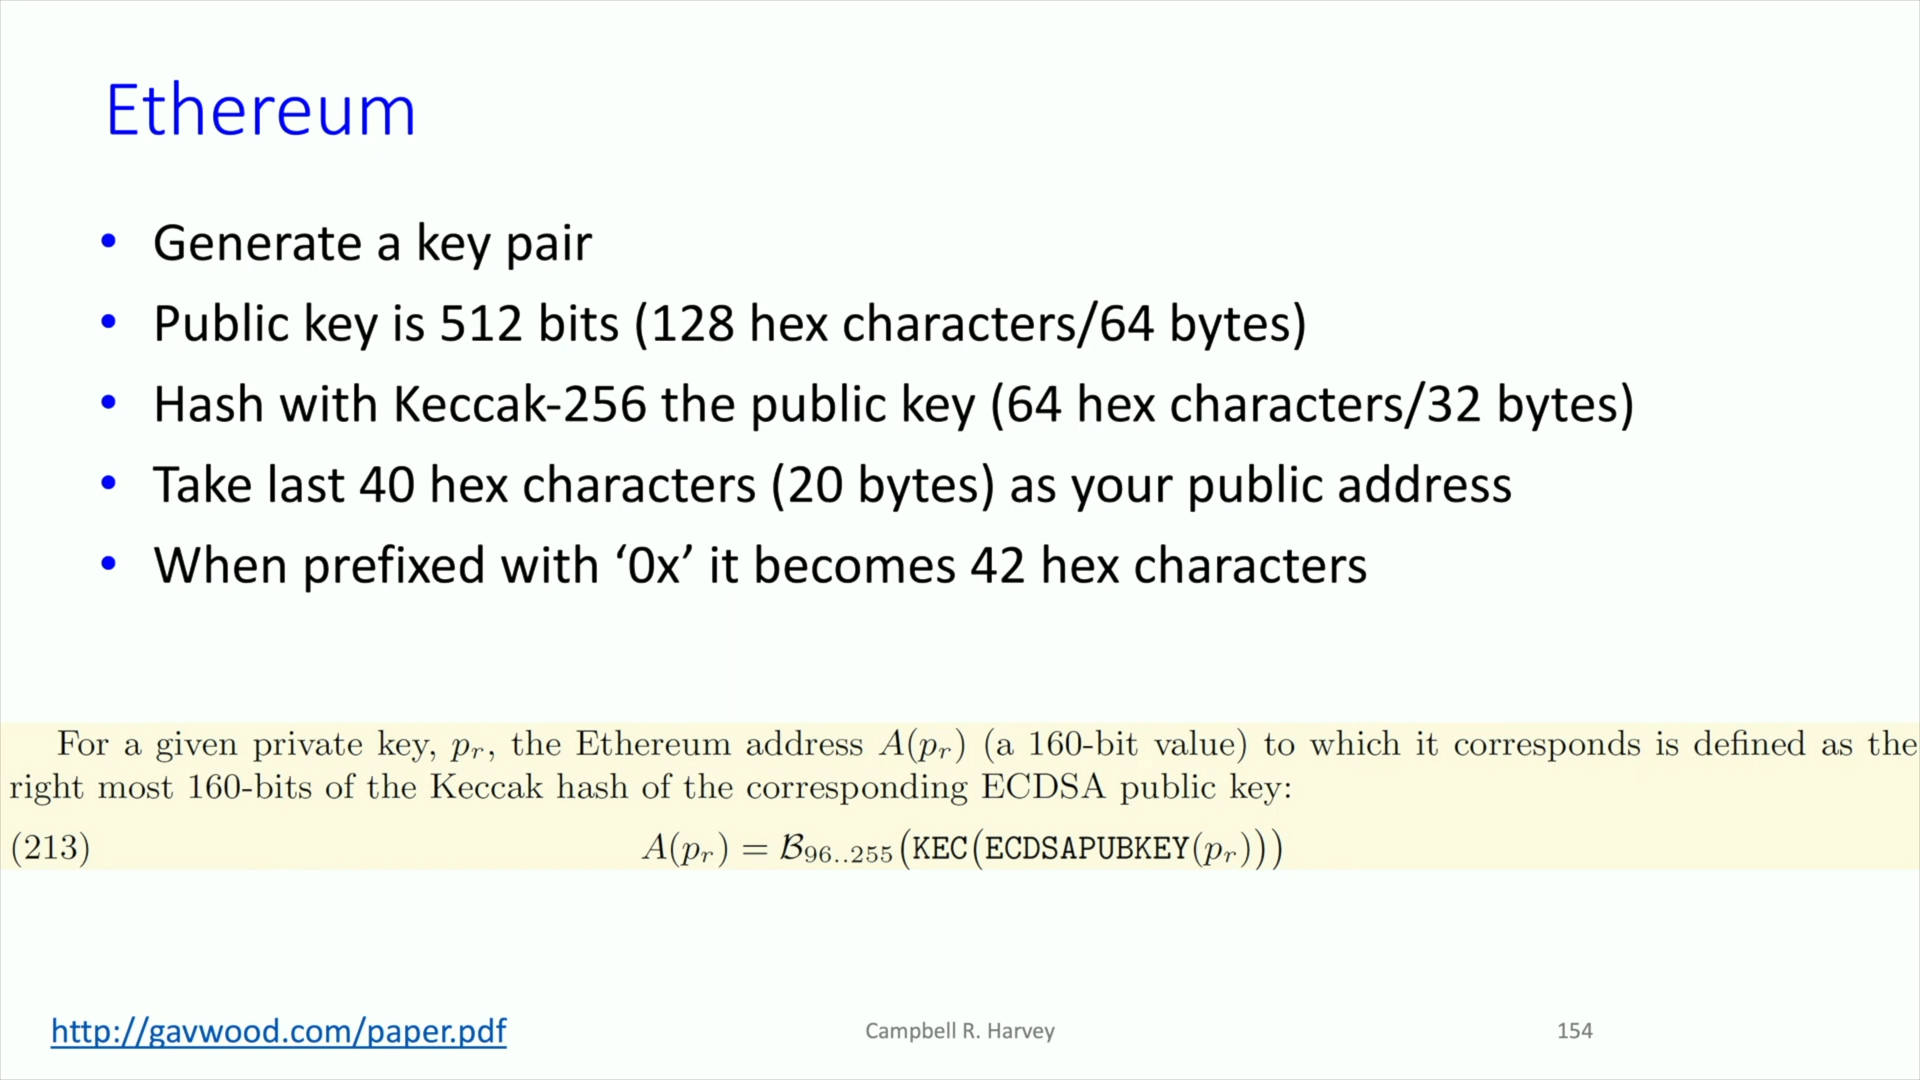 Ethereum
• Generate a key pair
• Public key is 512 bits (128 hex characters/64 bytes)
• Hash with Keccak-256 the public key (64 hex characters/32 bytes)
• Take last 40 hex characters (20 bytes) as your public address
• When prefixed with ‘0x’ it becomes 42 hex characters
For a given private key, pᵣ, the Ethereum address A(pᵣ) (a 160-bit value) to which it corresponds is defined as the
right most 160-bits of the Keccak hash of the corresponding ECDSA public key:
(213) A(pᵣ) = ℬ₉₆..₂₅₅(KEC(ECDSAPUBKEY(pᵣ)))
http://gavwood.com/paper.pdf Campbell R. Harvey 154